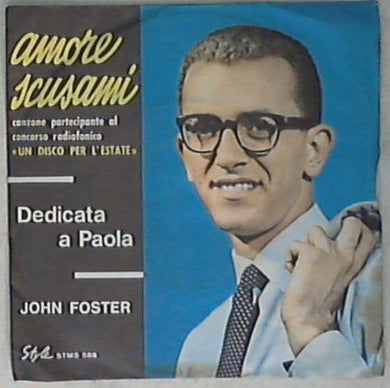 amore
scusami
canzone partecipante al
concorso radiofonico
«UN DISCO PER L'ESTATE»
Dedicata
a Paola
JOHN FOSTER
Style STMS 588